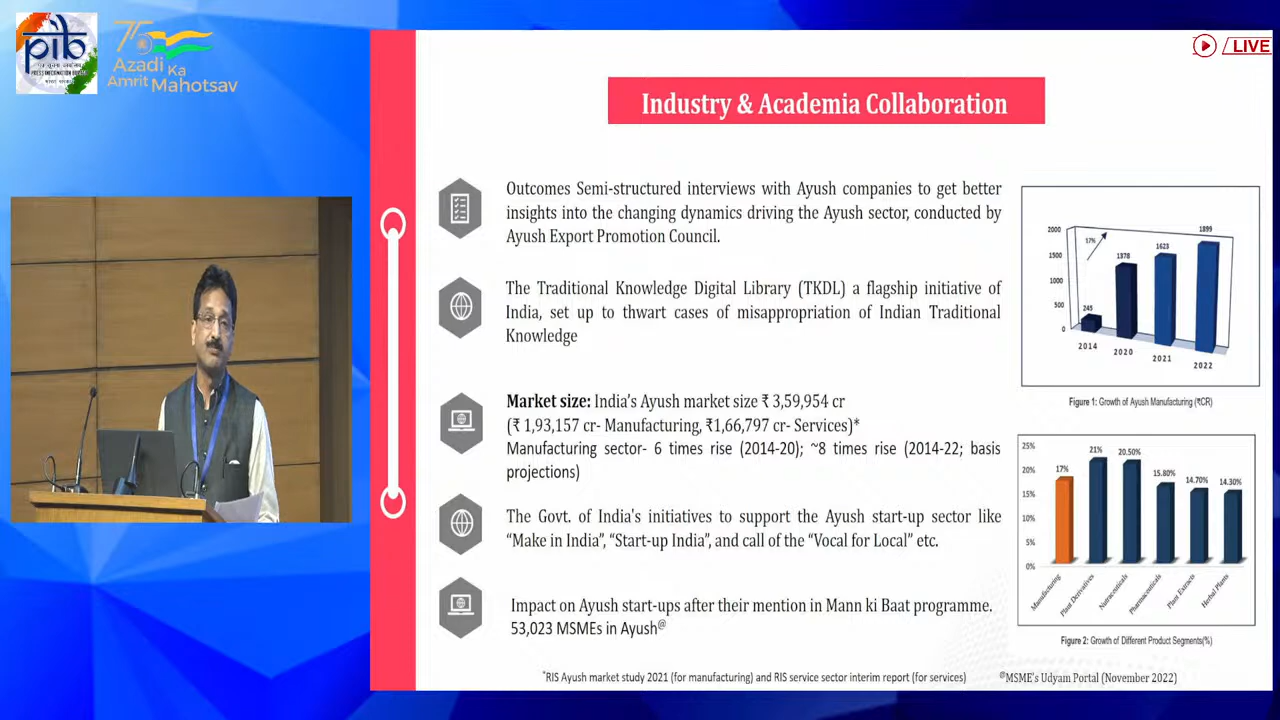 pib
PRESS INFORMATION BUREAU
75
Azadi Ka
Amrit Mahotsav
LIVE
Industry & Academia Collaboration
Outcomes Semi-structured interviews with Ayush companies to get better
insights into the changing dynamics driving the Ayush sector, conducted by
Ayush Export Promotion Council.
The Traditional Knowledge Digital Library (TKDL) a flagship initiative of
India, set up to thwart cases of misappropriation of Indian Traditional
Knowledge
Market size: India's Ayush market size ₹ 3,59,954 cr
(₹ 1,93,157 cr- Manufacturing, ₹1,66,797 cr- Services)*
Manufacturing sector- 6 times rise (2014-20); ~8 times rise (2014-22; basis
projections)
The Govt. of India's initiatives to support the Ayush start-up sector like
“Make in India”, “Start-up India”, and call of the “Vocal for Local” etc.
Impact on Ayush start-ups after their mention in Mann ki Baat programme.
53,023 MSMEs in Ayush@
*RIS Ayush market study 2021 (for manufacturing) and RIS service sector interim report (for services)
@MSME's Udyam Portal (November 2022)
2000
1500
1000
500
0
17%
245
1378
1623
1899
2014
2020
2021
2022
Figure 1: Growth of Ayush Manufacturing (₹CR)
25%
20%
15%
10%
5%
0%
17%
21%
20.50%
15.80%
14.70%
14.30%
Manufacturing
Plant Derivatives
Nutraceuticals
Pharmaceuticals
Plant Extracts
Herbal Plants
Figure 2: Growth of Different Product Segments(%)